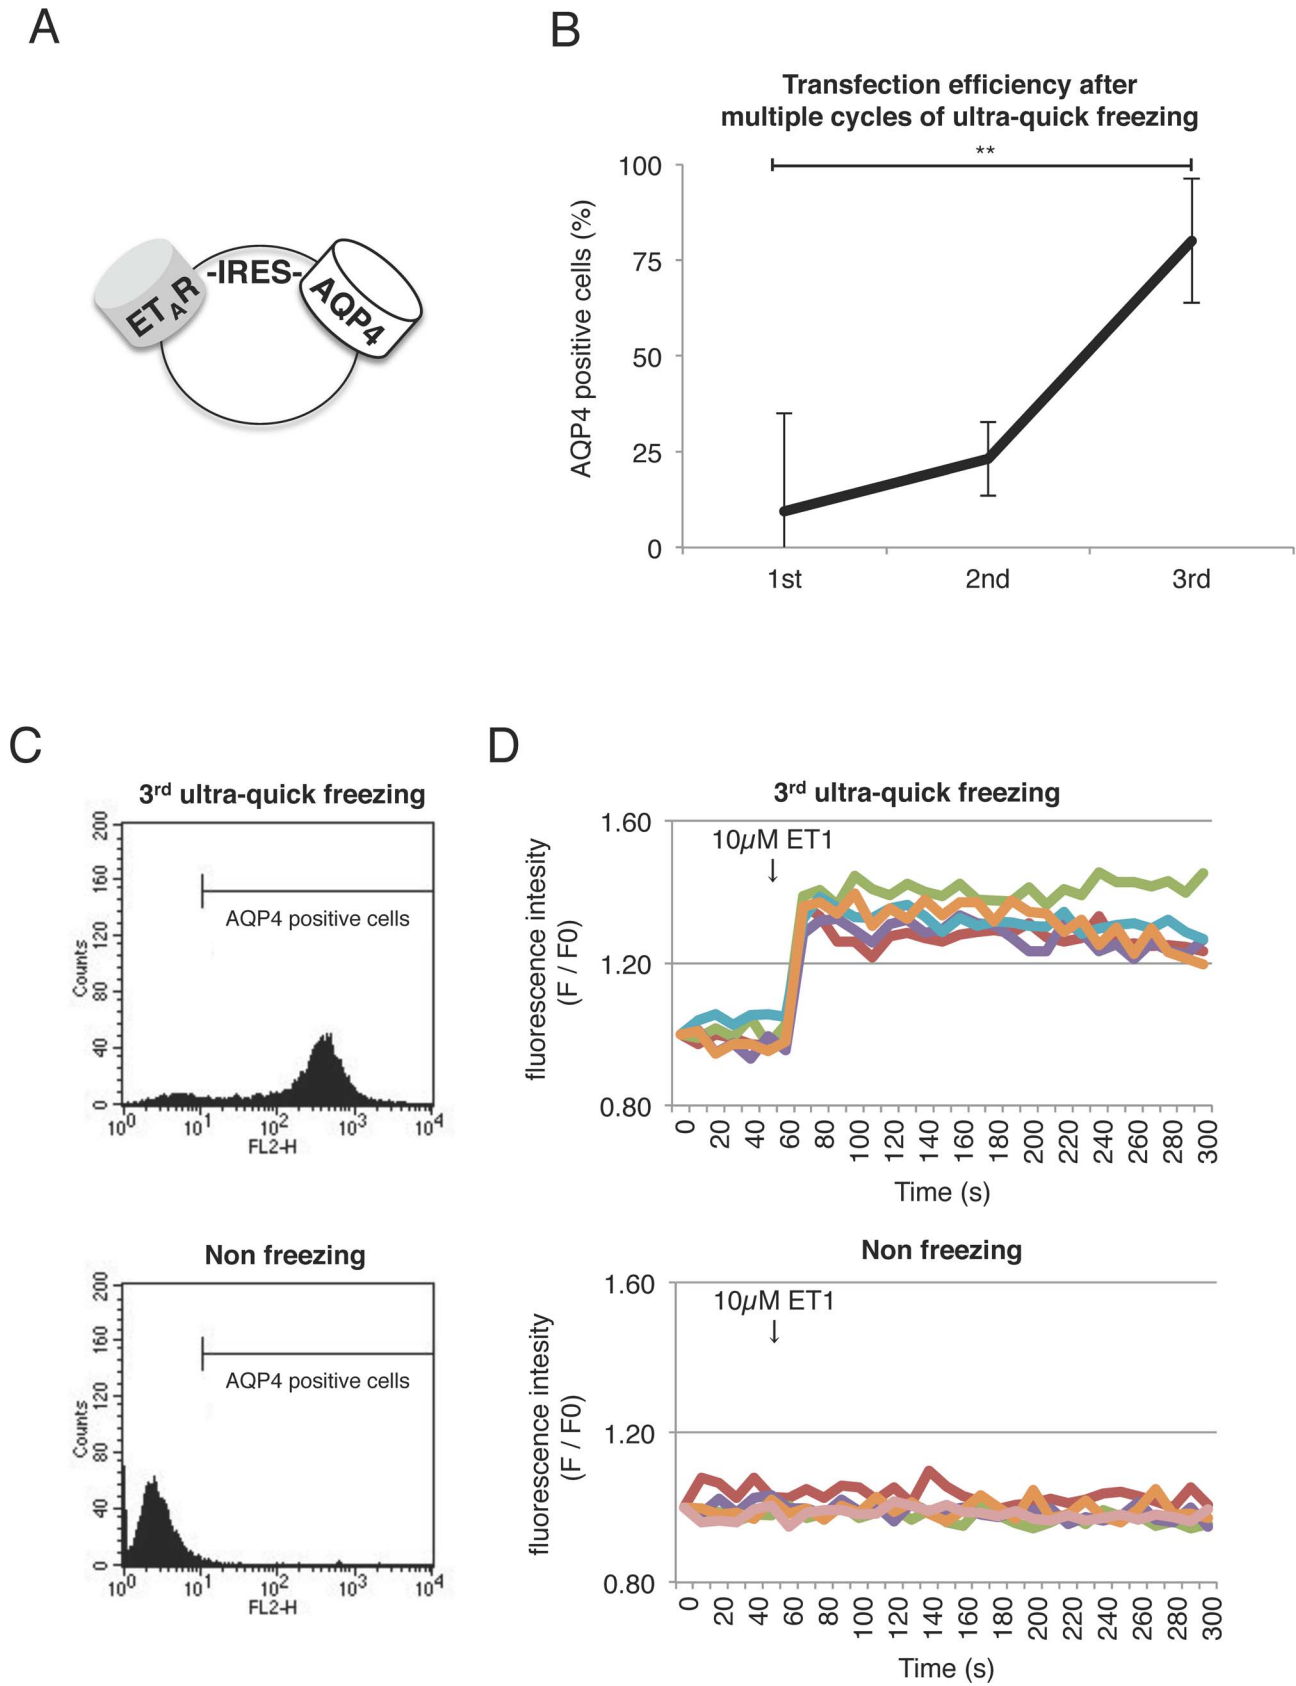 A
ETAR
-IRES-
AQP4
B
Transfection efficiency after
multiple cycles of ultra-quick freezing
**
AQP4 positive cells (%)
100
75
50
25
0
1st
2nd
3rd
C
3rd ultra-quick freezing
Counts
200
160
120
80
40
0
AQP4 positive cells
10^0
10^1
10^2
10^3
10^4
FL2-H
Non freezing
Counts
200
160
120
80
40
0
AQP4 positive cells
10^0
10^1
10^2
10^3
10^4
FL2-H
D
3rd ultra-quick freezing
fluorescence intesity
(F / F0)
1.60
1.20
0.80
10µM ET1
↓
0 20 40 60 80 100 120 140 160 180 200 220 240 260 280 300
Time (s)
Non freezing
fluorescence intesity
(F / F0)
1.60
1.20
0.80
10µM ET1
↓
0 20 40 60 80 100 120 140 160 180 200 220 240 260 280 300
Time (s)